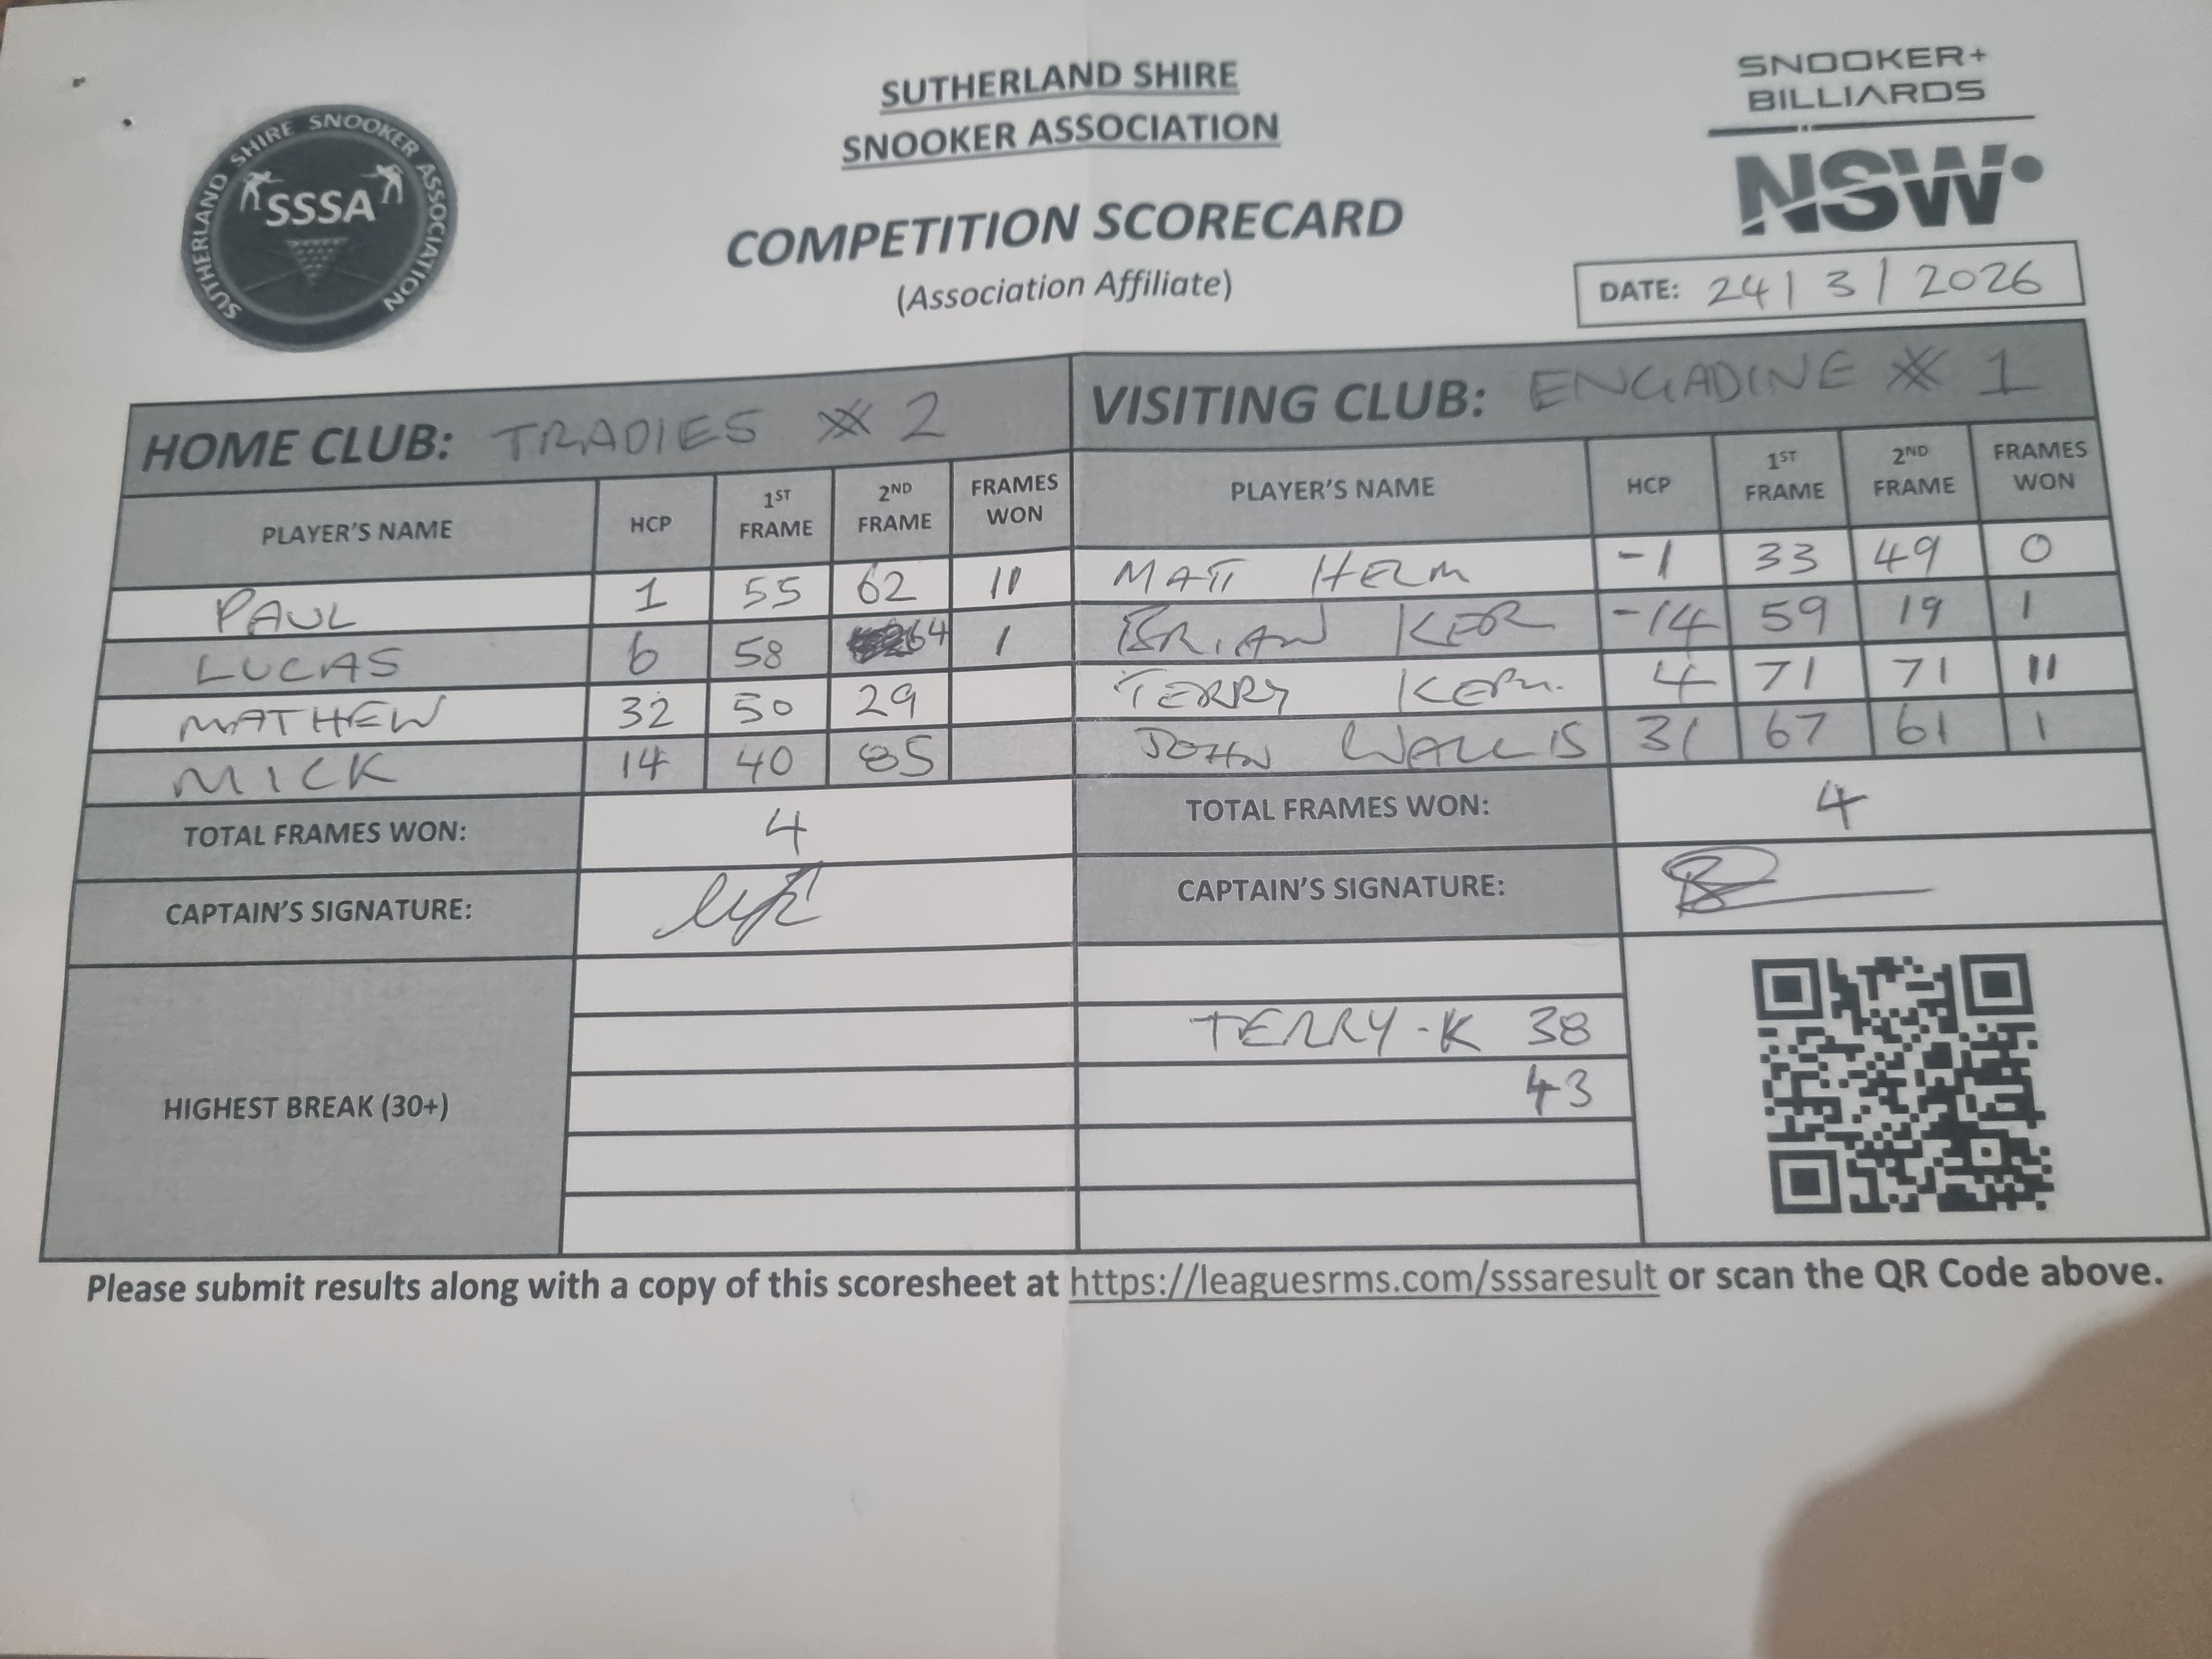 SUTHERLAND SHIRE
SNOOKER ASSOCIATION
COMPETITION SCORECARD
(Association Affiliate)
SUTHERLAND SHIRE SNOOKER ASSOCIATION
SSSA
SNOOKER+
BILLIARDS
NSW
DATE: 24/3/2026
HOME CLUB: TRADIES # 2
PLAYER'S NAME HCP 1ST FRAME 2ND FRAME FRAMES WON
PAUL 1 55 62 11
LUCAS 6 58 64 1
MATHEW 32 50 29
MICK 14 40 85
TOTAL FRAMES WON: 4
CAPTAIN'S SIGNATURE:
HIGHEST BREAK (30+)
VISITING CLUB: ENGADINE # 1
PLAYER'S NAME HCP 1ST FRAME 2ND FRAME FRAMES WON
MATT HELM -1 33 49 0
BRIAN KER -14 59 19 1
TERRY 4 71 71 11
JOHN WALLIS 31 67 61 1
TOTAL FRAMES WON: 4
CAPTAIN'S SIGNATURE:
TERRY-K 38
43
Please submit results along with a copy of this scoresheet at https://leaguesrms.com/sssaresult or scan the QR Code above.